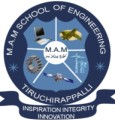 M.A.M SCHOOL OF ENGINEERING
M.A.M
TIRUCHIRAPPALLI
INSPIRATION INTEGRITY
INNOVATION